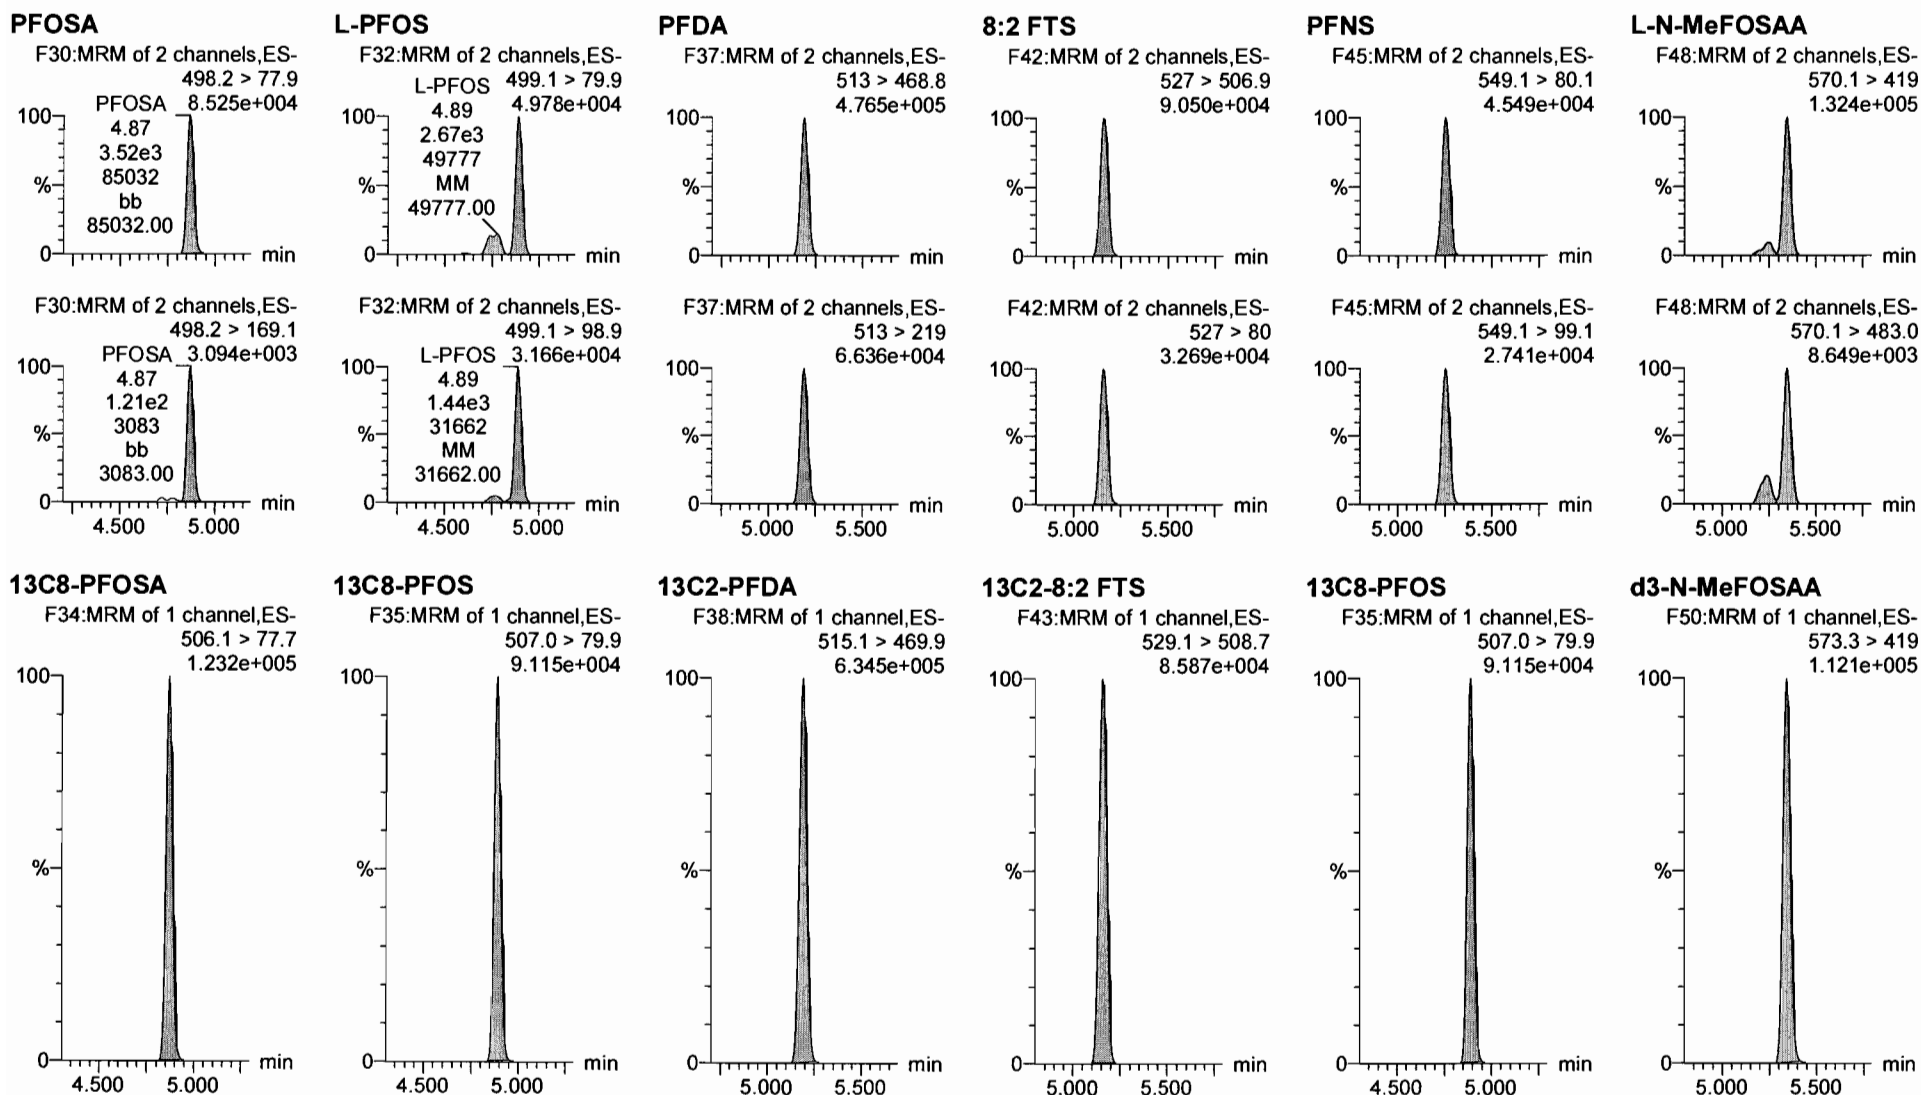 PFOSA
F30:MRM of 2 channels,ES-
498.2 > 77.9
8.525e+004
PFOSA
4.87
3.52e3
85032
bb
85032.00
100
%
0
min
F30:MRM of 2 channels,ES-
498.2 > 169.1
3.094e+003
PFOSA
4.87
1.21e2
3083
bb
3083.00
100
%
0
min
4.500 5.000
L-PFOS
F32:MRM of 2 channels,ES-
499.1 > 79.9
4.978e+004
L-PFOS
4.89
2.67e3
49777
MM
49777.00
100
%
0
min
F32:MRM of 2 channels,ES-
499.1 > 98.9
3.166e+004
L-PFOS
4.89
1.44e3
31662
MM
31662.00
100
%
0
min
4.500 5.000
PFDA
F37:MRM of 2 channels,ES-
513 > 468.8
4.765e+005
100
%
0
min
F37:MRM of 2 channels,ES-
513 > 219
6.636e+004
100
%
0
min
5.000 5.500
8:2 FTS
F42:MRM of 2 channels,ES-
527 > 506.9
9.050e+004
100
%
0
min
F42:MRM of 2 channels,ES-
527 > 80
3.269e+004
100
%
0
min
5.000 5.500
PFNS
F45:MRM of 2 channels,ES-
549.1 > 80.1
4.549e+004
100
%
0
min
F45:MRM of 2 channels,ES-
549.1 > 99.1
2.741e+004
100
%
0
min
5.000 5.500
L-N-MeFOSAA
F48:MRM of 2 channels,ES-
570.1 > 419
1.324e+005
100
%
0
min
F48:MRM of 2 channels,ES-
570.1 > 483.0
8.649e+003
100
%
0
min
5.000 5.500
13C8-PFOSA
F34:MRM of 1 channel,ES-
506.1 > 77.7
1.232e+005
100
%
0
min
4.500 5.000
13C8-PFOS
F35:MRM of 1 channel,ES-
507.0 > 79.9
9.115e+004
100
%
0
min
4.500 5.000
13C2-PFDA
F38:MRM of 1 channel,ES-
515.1 > 469.9
6.345e+005
100
%
0
min
5.000 5.500
13C2-8:2 FTS
F43:MRM of 1 channel,ES-
529.1 > 508.7
8.587e+004
100
%
0
min
5.000 5.500
13C8-PFOS
F35:MRM of 1 channel,ES-
507.0 > 79.9
9.115e+004
100
%
0
min
4.500 5.000
d3-N-MeFOSAA
F50:MRM of 1 channel,ES-
573.3 > 419
1.121e+005
100
%
0
min
5.000 5.500